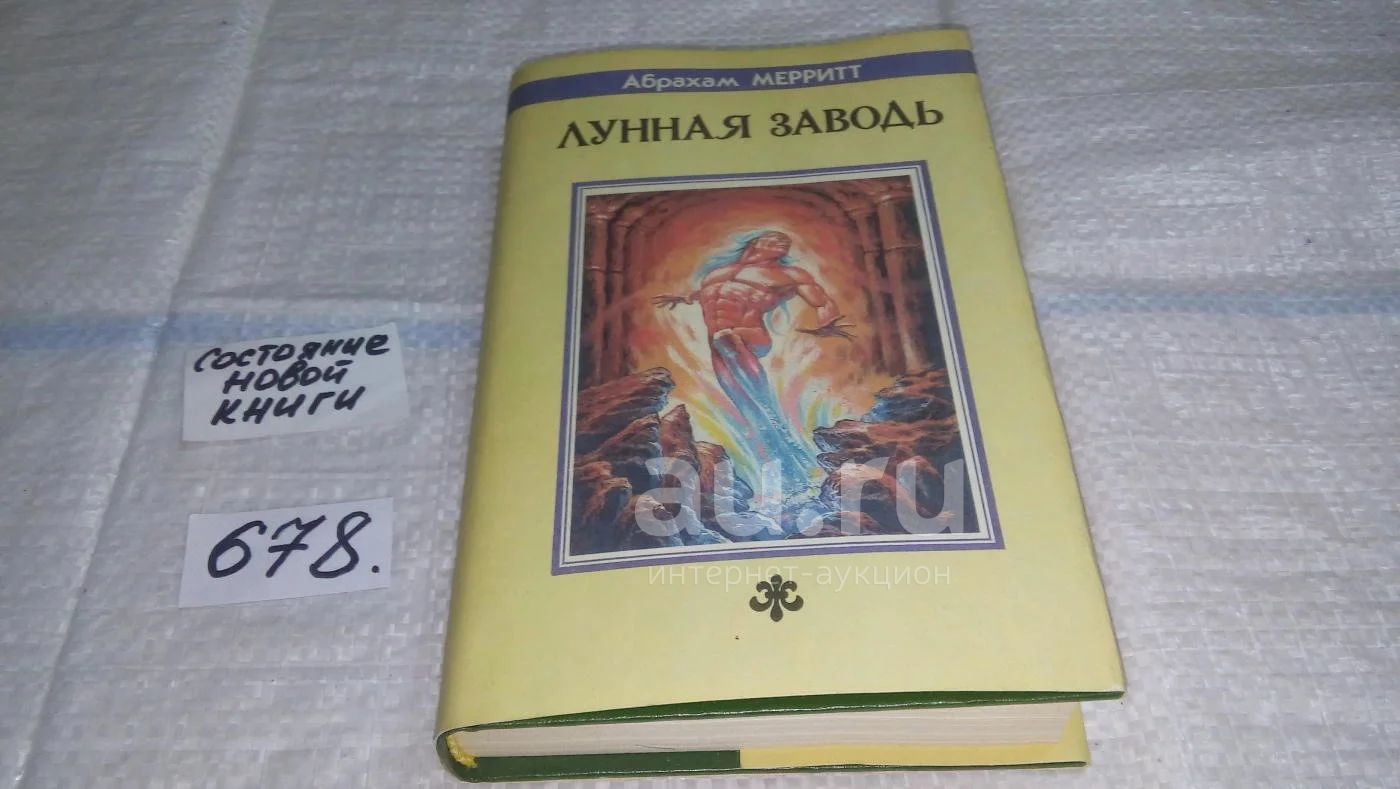 Абрахам МЕРРИТТ
ЛУННАЯ ЗАВОДЬ
состояние
новой
книги
678.
au.ru
интернет-аукцион